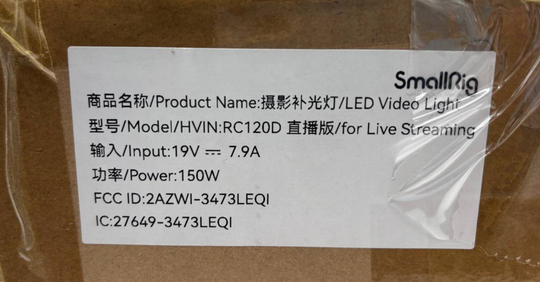 SmallRig
商品名称/Product Name:摄影补光灯/LED Video Light
型号/Model/HVIN:RC120D 直播版/for Live Streaming
输入/Input:19V ⎓ 7.9A
功率/Power:150W
FCC ID:2AZWI-3473LEQI
IC:27649-3473LEQI